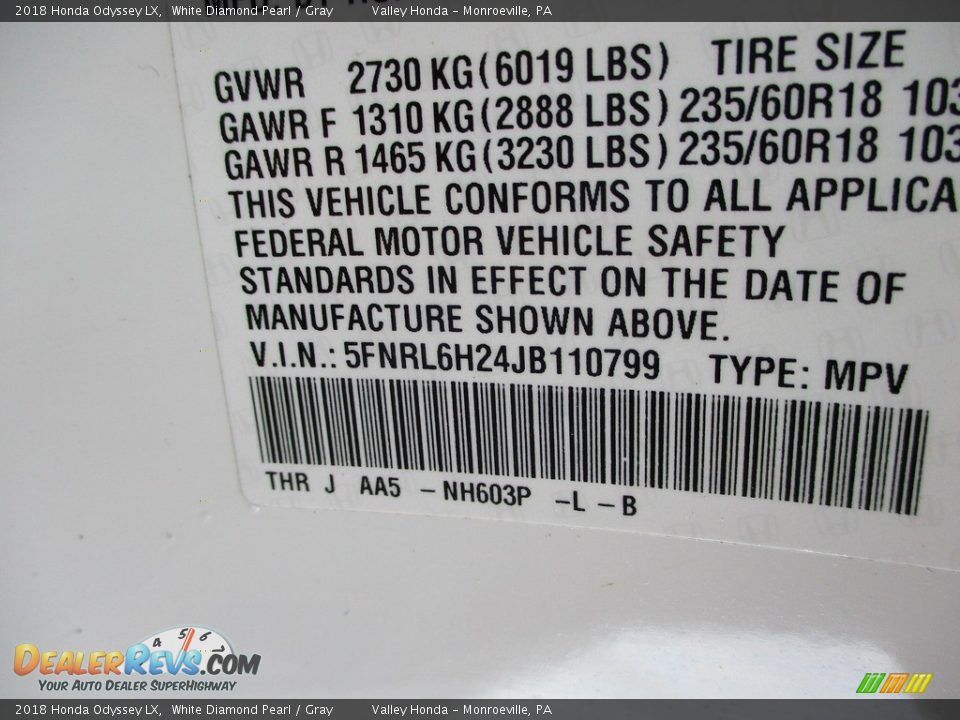 2018 Honda Odyssey LX, White Diamond Pearl / Gray Valley Honda - Monroeville, PA
GVWR 2730 KG (6019 LBS) TIRE SIZE
GAWR F 1310 KG (2888 LBS) 235/60R18 103
GAWR R 1465 KG (3230 LBS) 235/60R18 103
THIS VEHICLE CONFORMS TO ALL APPLICA
FEDERAL MOTOR VEHICLE SAFETY
STANDARDS IN EFFECT ON THE DATE OF
MANUFACTURE SHOWN ABOVE.
V.I.N.: 5FNRL6H24JB110799 TYPE: MPV
THR J AA5 - NH603P - L - B
4 5 6
DEALERREVS.COM
YOUR AUTO DEALER SUPERHIGHWAY
2018 Honda Odyssey LX, White Diamond Pearl / Gray Valley Honda - Monroeville, PA